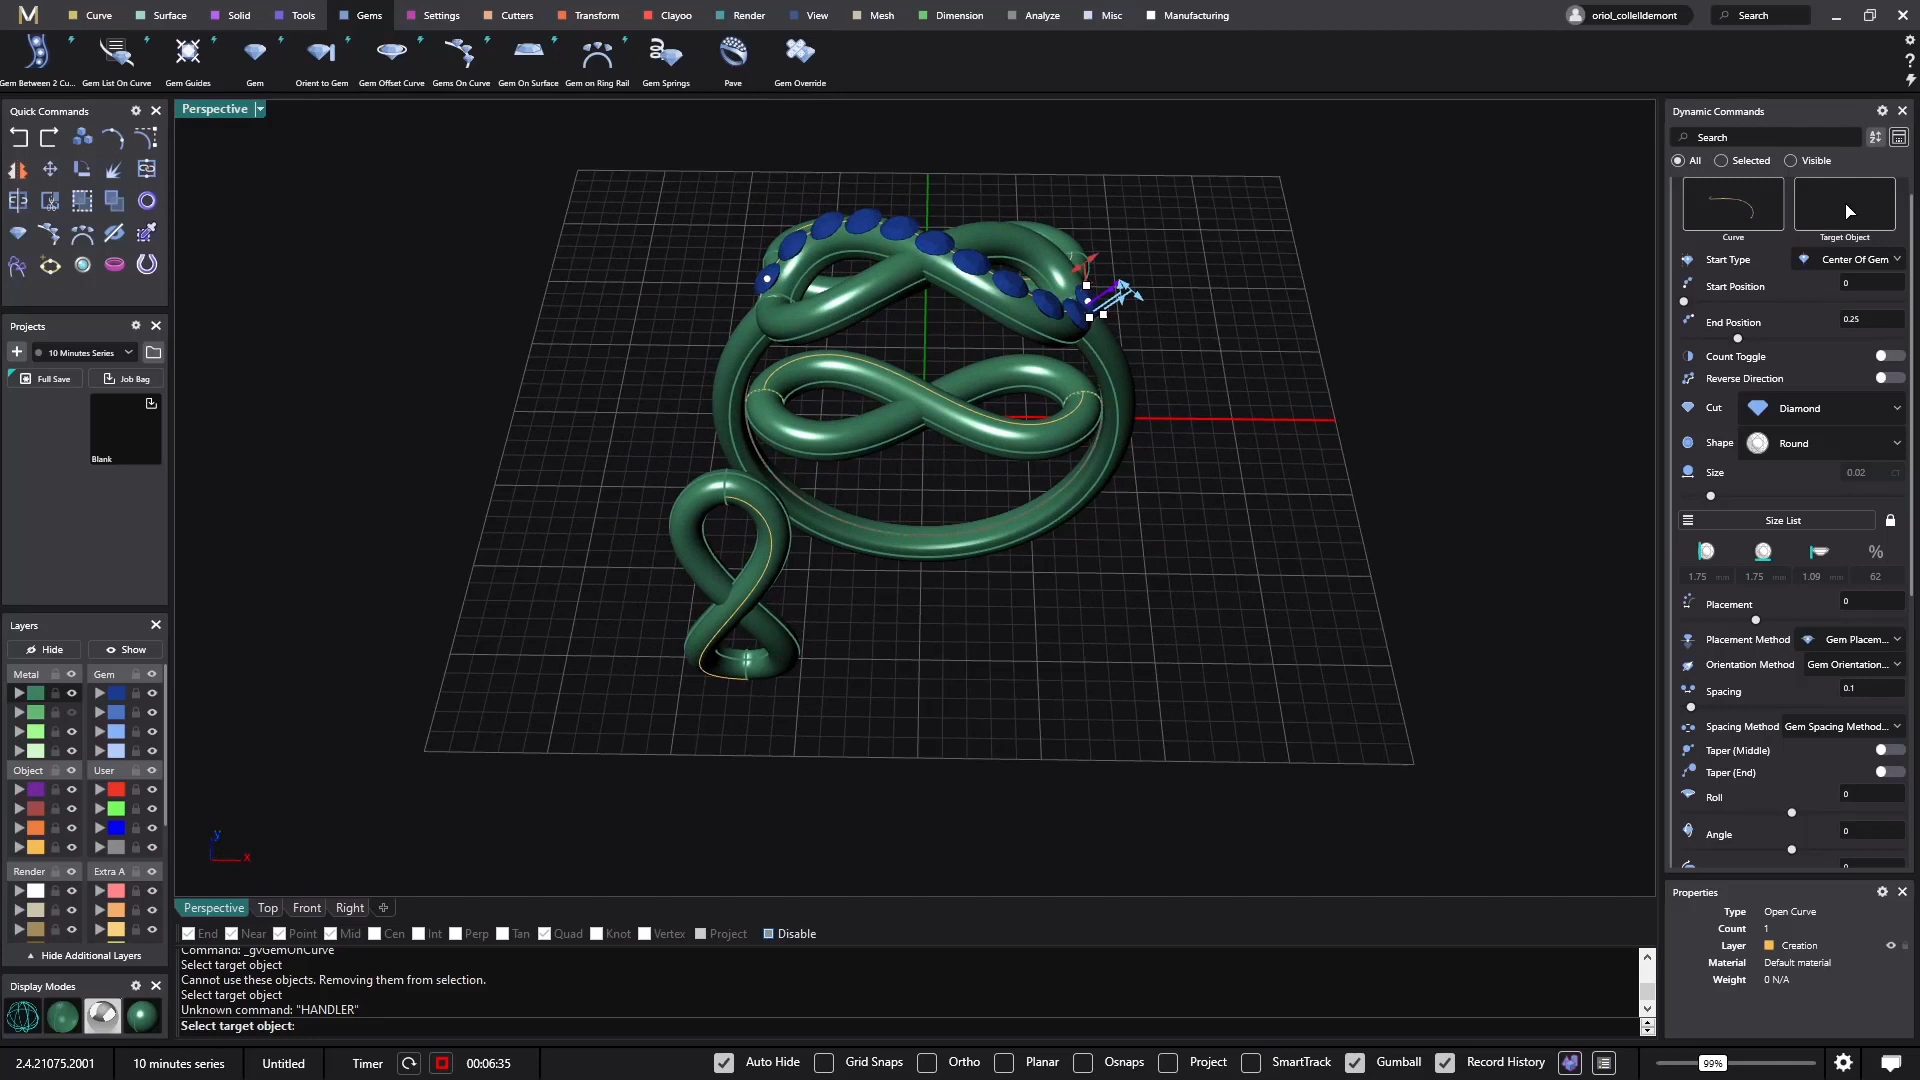 Curve Surface Solid Tools Gems Settings Cutters Transform Clayoo Render View Mesh Dimension Analyze Misc Manufacturing oriol_collelldemont Search
Gem Between 2 Cu... Gem List On Curve Gem Guides Gem Orient to Gem Gem Offset Curve Gems On Curve Gem On Surface Gem on Ring Rail Gem Springs Pave Gem Override
Quick Commands
Projects
10 Minutes Series
Full Save Job Bag
Blank
Layers
Hide Show
Metal Gem
Object User
Render Extra A
Hide Additional Layers
Display Modes
Perspective
y
x
Perspective Top Front Right
End Near Point Mid Cen Int Perp Tan Quad Knot Vertex Project Disable
Command: _gvGemOnCurve
Select target object
Cannot use these objects. Removing them from selection.
Select target object
Unknown command: "HANDLER"
Select target object:
Dynamic Commands
Search
All Selected Visible
Curve Target Object
Start Type Center Of Gem
Start Position 0
End Position 0.25
Count Toggle
Reverse Direction
Cut Diamond
Shape Round
Size 0.02 CT
Size List
%
1.75 mm 1.75 mm 1.09 mm 62
Placement 0
Placement Method Gem Placem...
Orientation Method Gem Orientation...
Spacing 0.1
Spacing Method Gem Spacing Method...
Taper (Middle)
Taper (End)
Roll 0
Angle 0
Properties
Type Open Curve
Count 1
Layer Creation
Material Default material
Weight 0 N/A
2.4.21075.2001 10 minutes series Untitled Timer 00:06:35 Auto Hide Grid Snaps Ortho Planar Osnaps Project SmartTrack Gumball Record History 99%